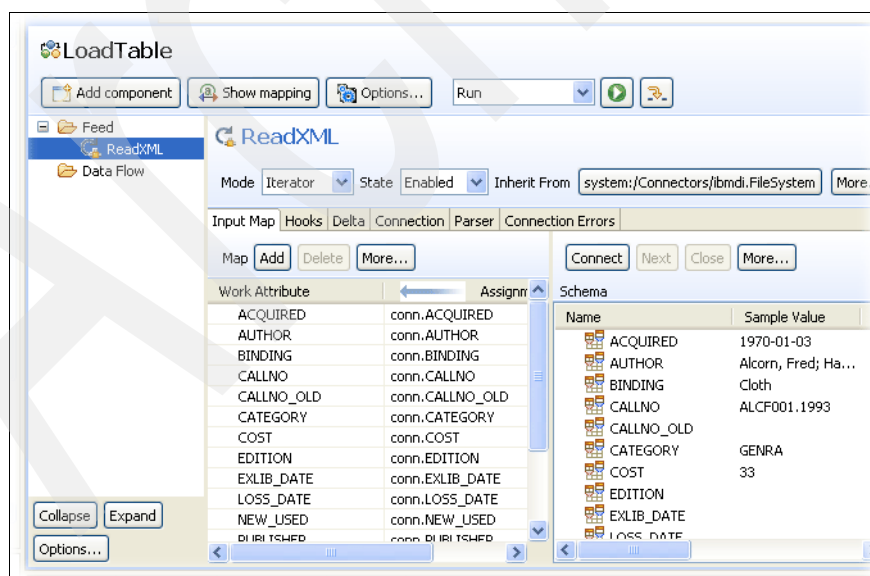 LoadTable
Add component Show mapping Options... Run
Feed
ReadXML
Data Flow
ReadXML
Mode Iterator State Enabled Inherit From system:/Connectors/ibmdi.FileSystem More
Input Map Hooks Delta Connection Parser Connection Errors
Map Add Delete More... Connect Next Close More...
Work Attribute Assignm Schema
Name Sample Value
ACQUIRED conn.ACQUIRED ACQUIRED 1970-01-03
AUTHOR conn.AUTHOR AUTHOR Alcorn, Fred; Ha...
BINDING conn.BINDING BINDING Cloth
CALLNO conn.CALLNO CALLNO ALCF001.1993
CALLNO_OLD conn.CALLNO_OLD CALLNO_OLD
CATEGORY conn.CATEGORY CATEGORY GENRA
COST conn.COST COST 33
EDITION conn.EDITION EDITION
EXLIB_DATE conn.EXLIB_DATE EXLIB_DATE
LOSS_DATE conn.LOSS_DATE LOSS_DATE
NEW_USED conn.NEW_USED
PUBLISHER conn.PUBLISHER
Collapse Expand
Options...